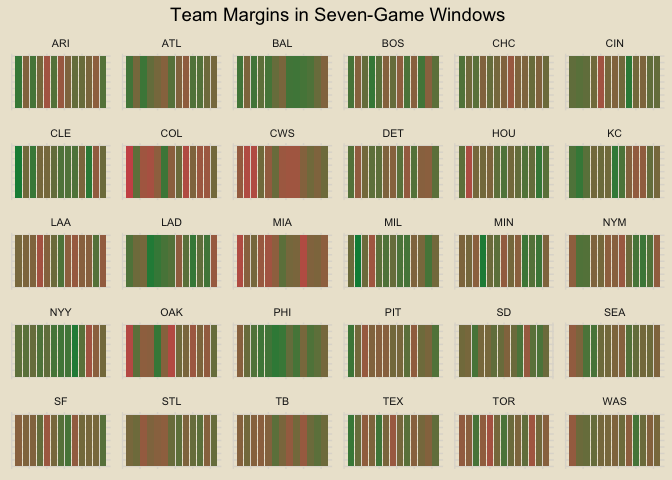 Team Margins in Seven-Game Windows
ARI ATL BAL BOS CHC CIN
CLE COL CWS DET HOU KC
LAA LAD MIA MIL MIN NYM
NYY OAK PHI PIT SD SEA
SF STL TB TEX TOR WAS